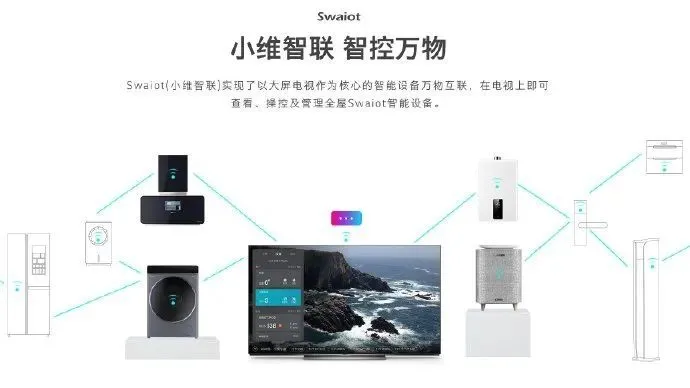 Swaiot
小维智联 智控万物
Swaiot(小维智联)实现了以大屏电视作为核心的智能设备万物互联，在电视上即可
查看、操控及管理全屋Swaiot智能设备。